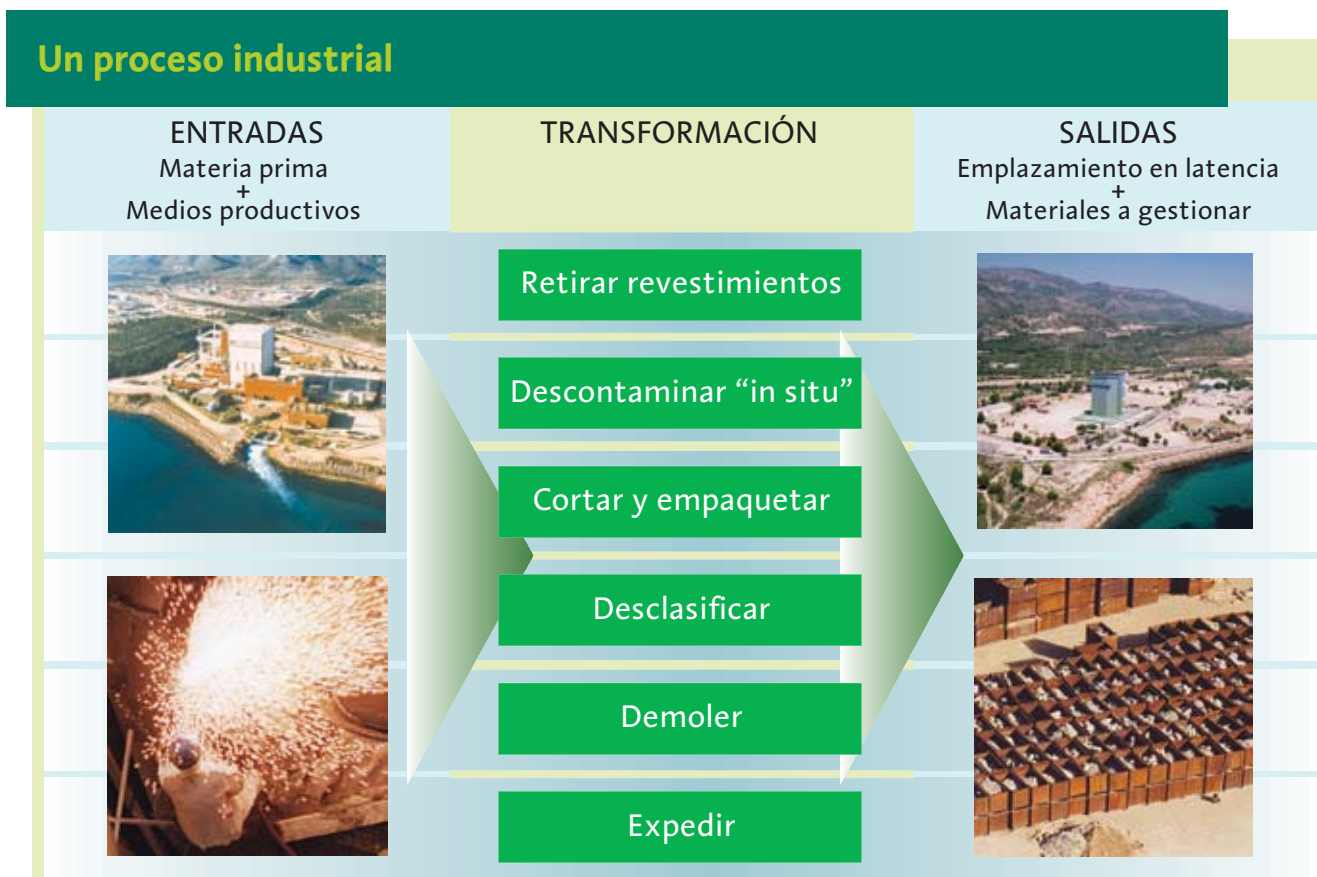 Un proceso industrial
ENTRADAS
Materia prima
+
Medios productivos
TRANSFORMACIÓN
SALIDAS
Emplazamiento en latencia
+
Materiales a gestionar
Retirar revestimientos
Descontaminar “in situ”
Cortar y empaquetar
Desclasificar
Demoler
Expedir